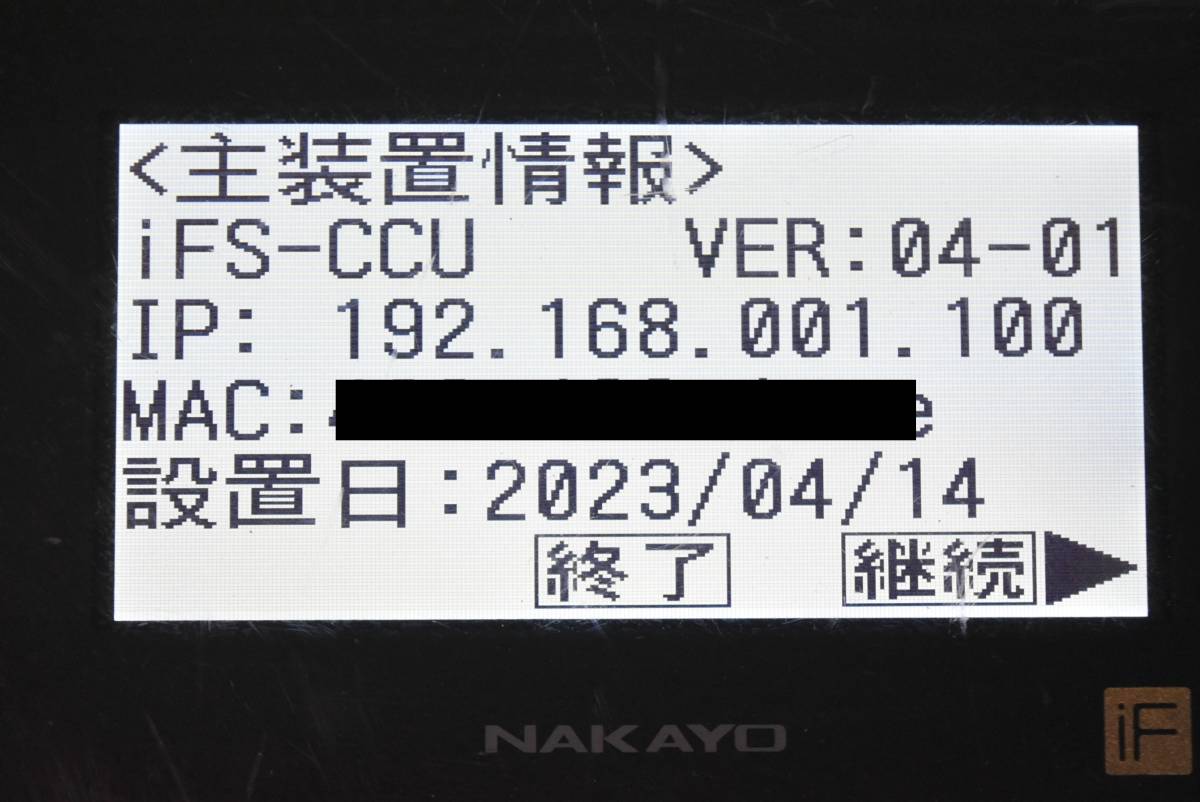 <主装置情報>
iFS-CCU VER:04-01
IP: 192.168.001.100
MAC:
設置日:2023/04/14
終了 継続
NAKAYO
iF